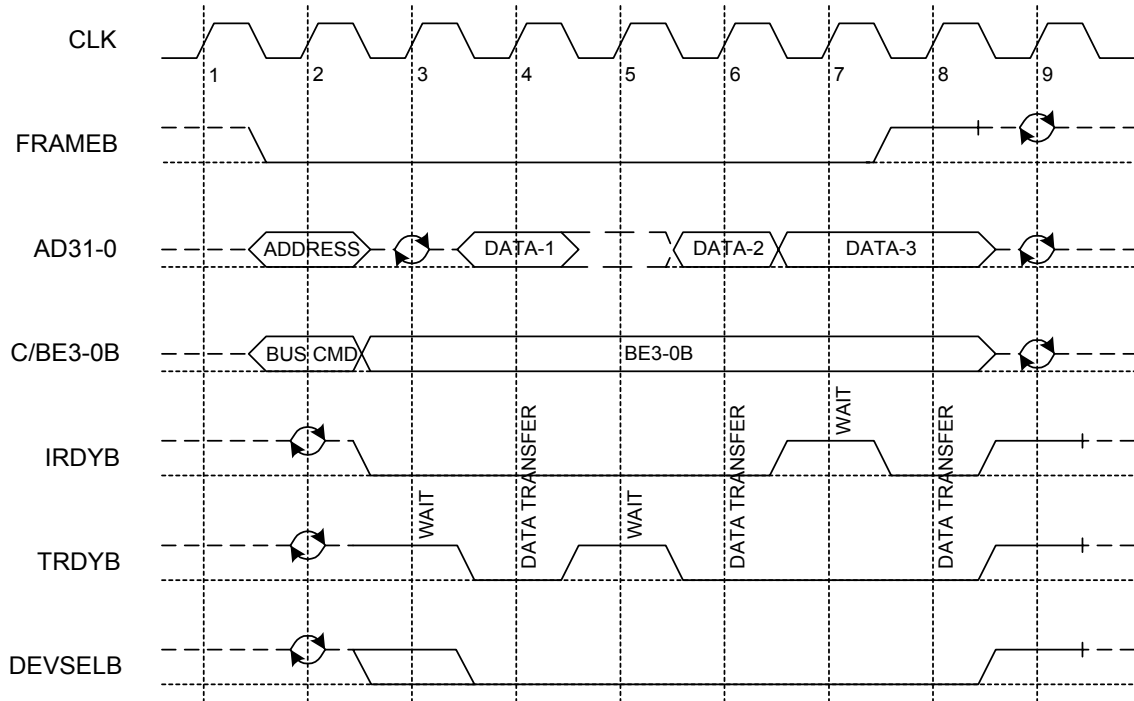 CLK
1 2 3 4 5 6 7 8 9
FRAMEB
AD31-0
ADDRESS DATA-1 DATA-2 DATA-3
C/BE3-0B
BUS CMD BE3-0B
IRDYB
WAIT
DATA TRANSFER
WAIT
DATA TRANSFER
WAIT
DATA TRANSFER
TRDYB
DEVSELB